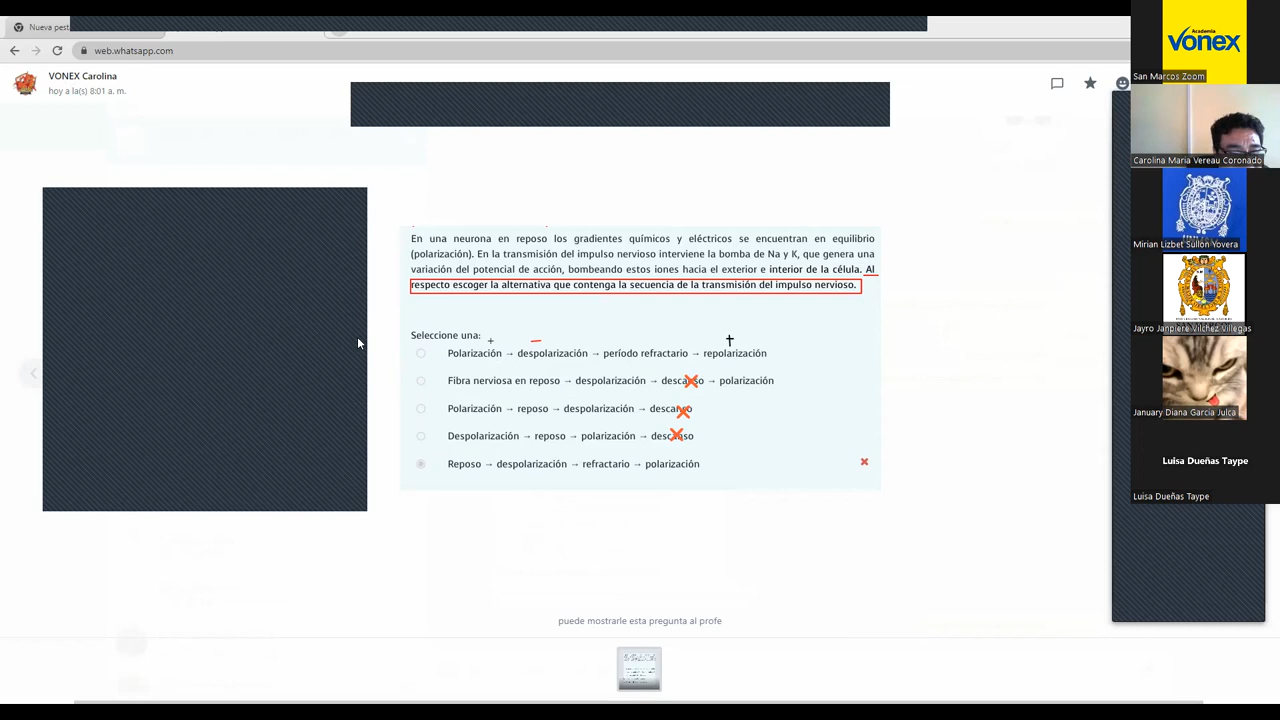 Nueva pest
web.whatsapp.com
VONEX Carolina
hoy a la(s) 8:01 a. m.
En una neurona en reposo los gradientes químicos y eléctricos se encuentran en equilibrio
(polarización). En la transmisión del impulso nervioso interviene la bomba de Na y K, que genera una
variación del potencial de acción, bombeando estos iones hacia el exterior e interior de la célula. Al
respecto escoger la alternativa que contenga la secuencia de la transmisión del impulso nervioso.
Seleccione una:
Polarización → despolarización → período refractario → repolarización
Fibra nerviosa en reposo → despolarización → descanso → polarización
Polarización → reposo → despolarización → descanso
Despolarización → reposo → polarización → descanso
Reposo → despolarización → refractario → polarización
puede mostrarle esta pregunta al profe
Academia
vonex
San Marcos Zoom
Carolina Maria Vereau Coronado
Mirian Lizbet Sullon Yovera
Jayro Janpiere Vilchez Villegas
January Diana Garcia Julca
Luisa Dueñas Taype
Luisa Dueñas Taype